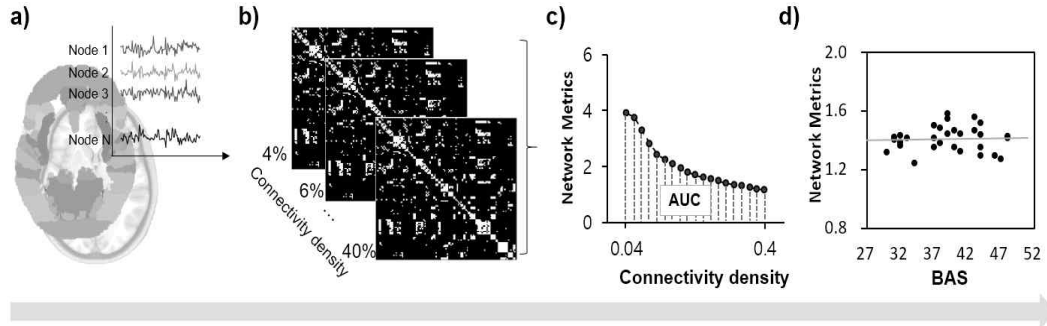 a)
Node 1
Node 2
Node 3
Node N
b)
4%
6%
...
40%
Connectivity density
c)
Network Metrics
6
4
2
0
AUC
0.04
0.4
Connectivity density
d)
Network Metrics
2.0
1.6
1.2
0.8
27
32
37
42
47
52
BAS